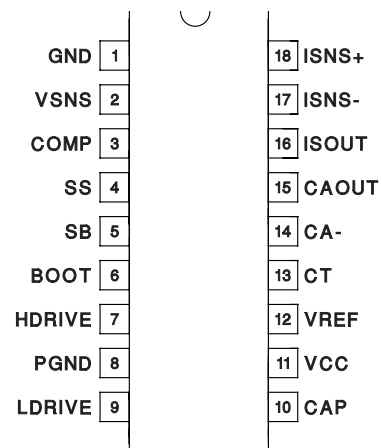 GND 1 18 ISNS+
VSNS 2 17 ISNS-
COMP 3 16 ISOUT
SS 4 15 CAOUT
SB 5 14 CA-
BOOT 6 13 CT
HDRIVE 7 12 VREF
PGND 8 11 VCC
LDRIVE 9 10 CAP